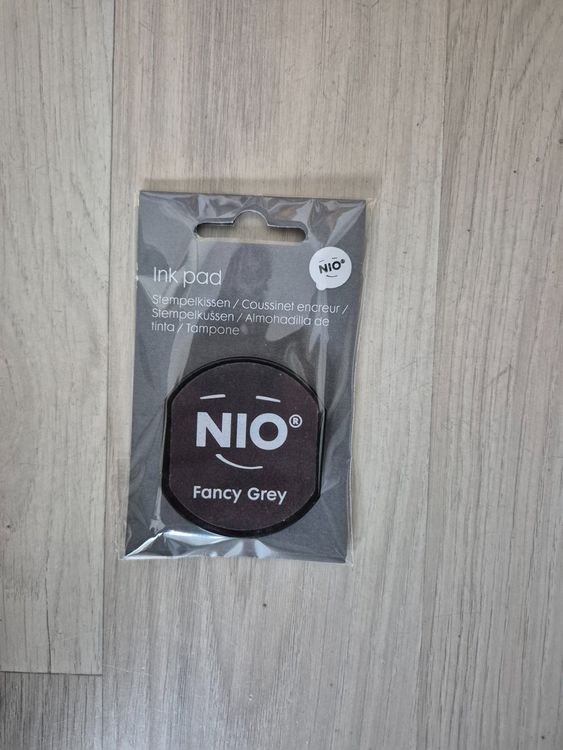 Ink pad
NIO®
Stempelkissen / Coussinet encreur /
Stempelkussen / Almohadilla de
tinta / Tampone
NIO®
Fancy Grey